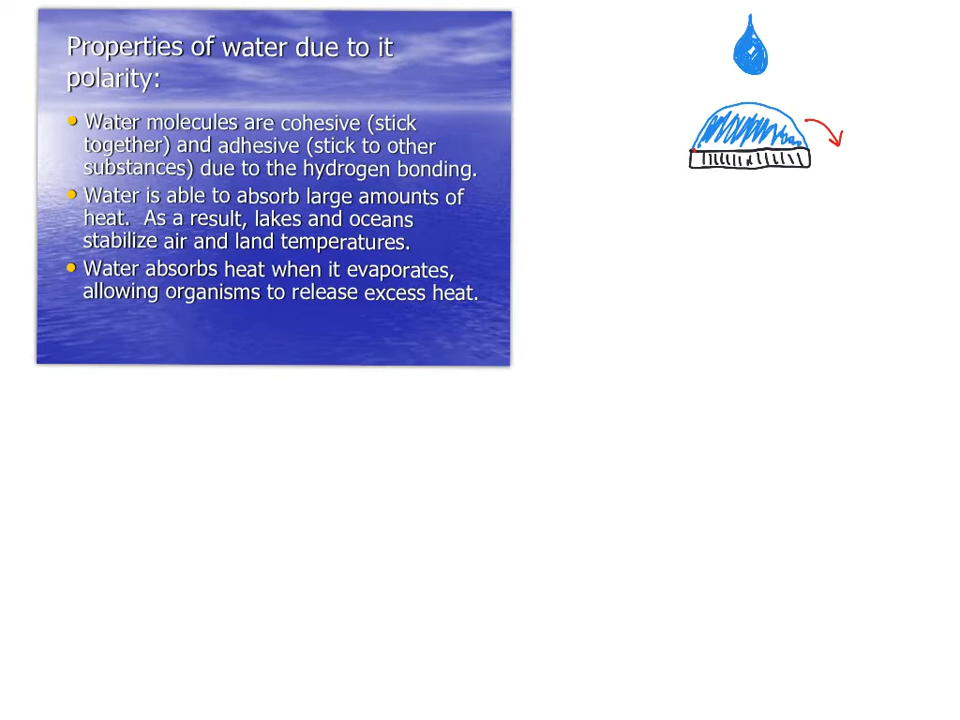 Properties of water due to it
polarity:
Water molecules are cohesive (stick
together) and adhesive (stick to other
substances) due to the hydrogen bonding.
Water is able to absorb large amounts of
heat.  As a result, lakes and oceans
stabilize air and land temperatures.
Water absorbs heat when it evaporates,
allowing organisms to release excess heat.